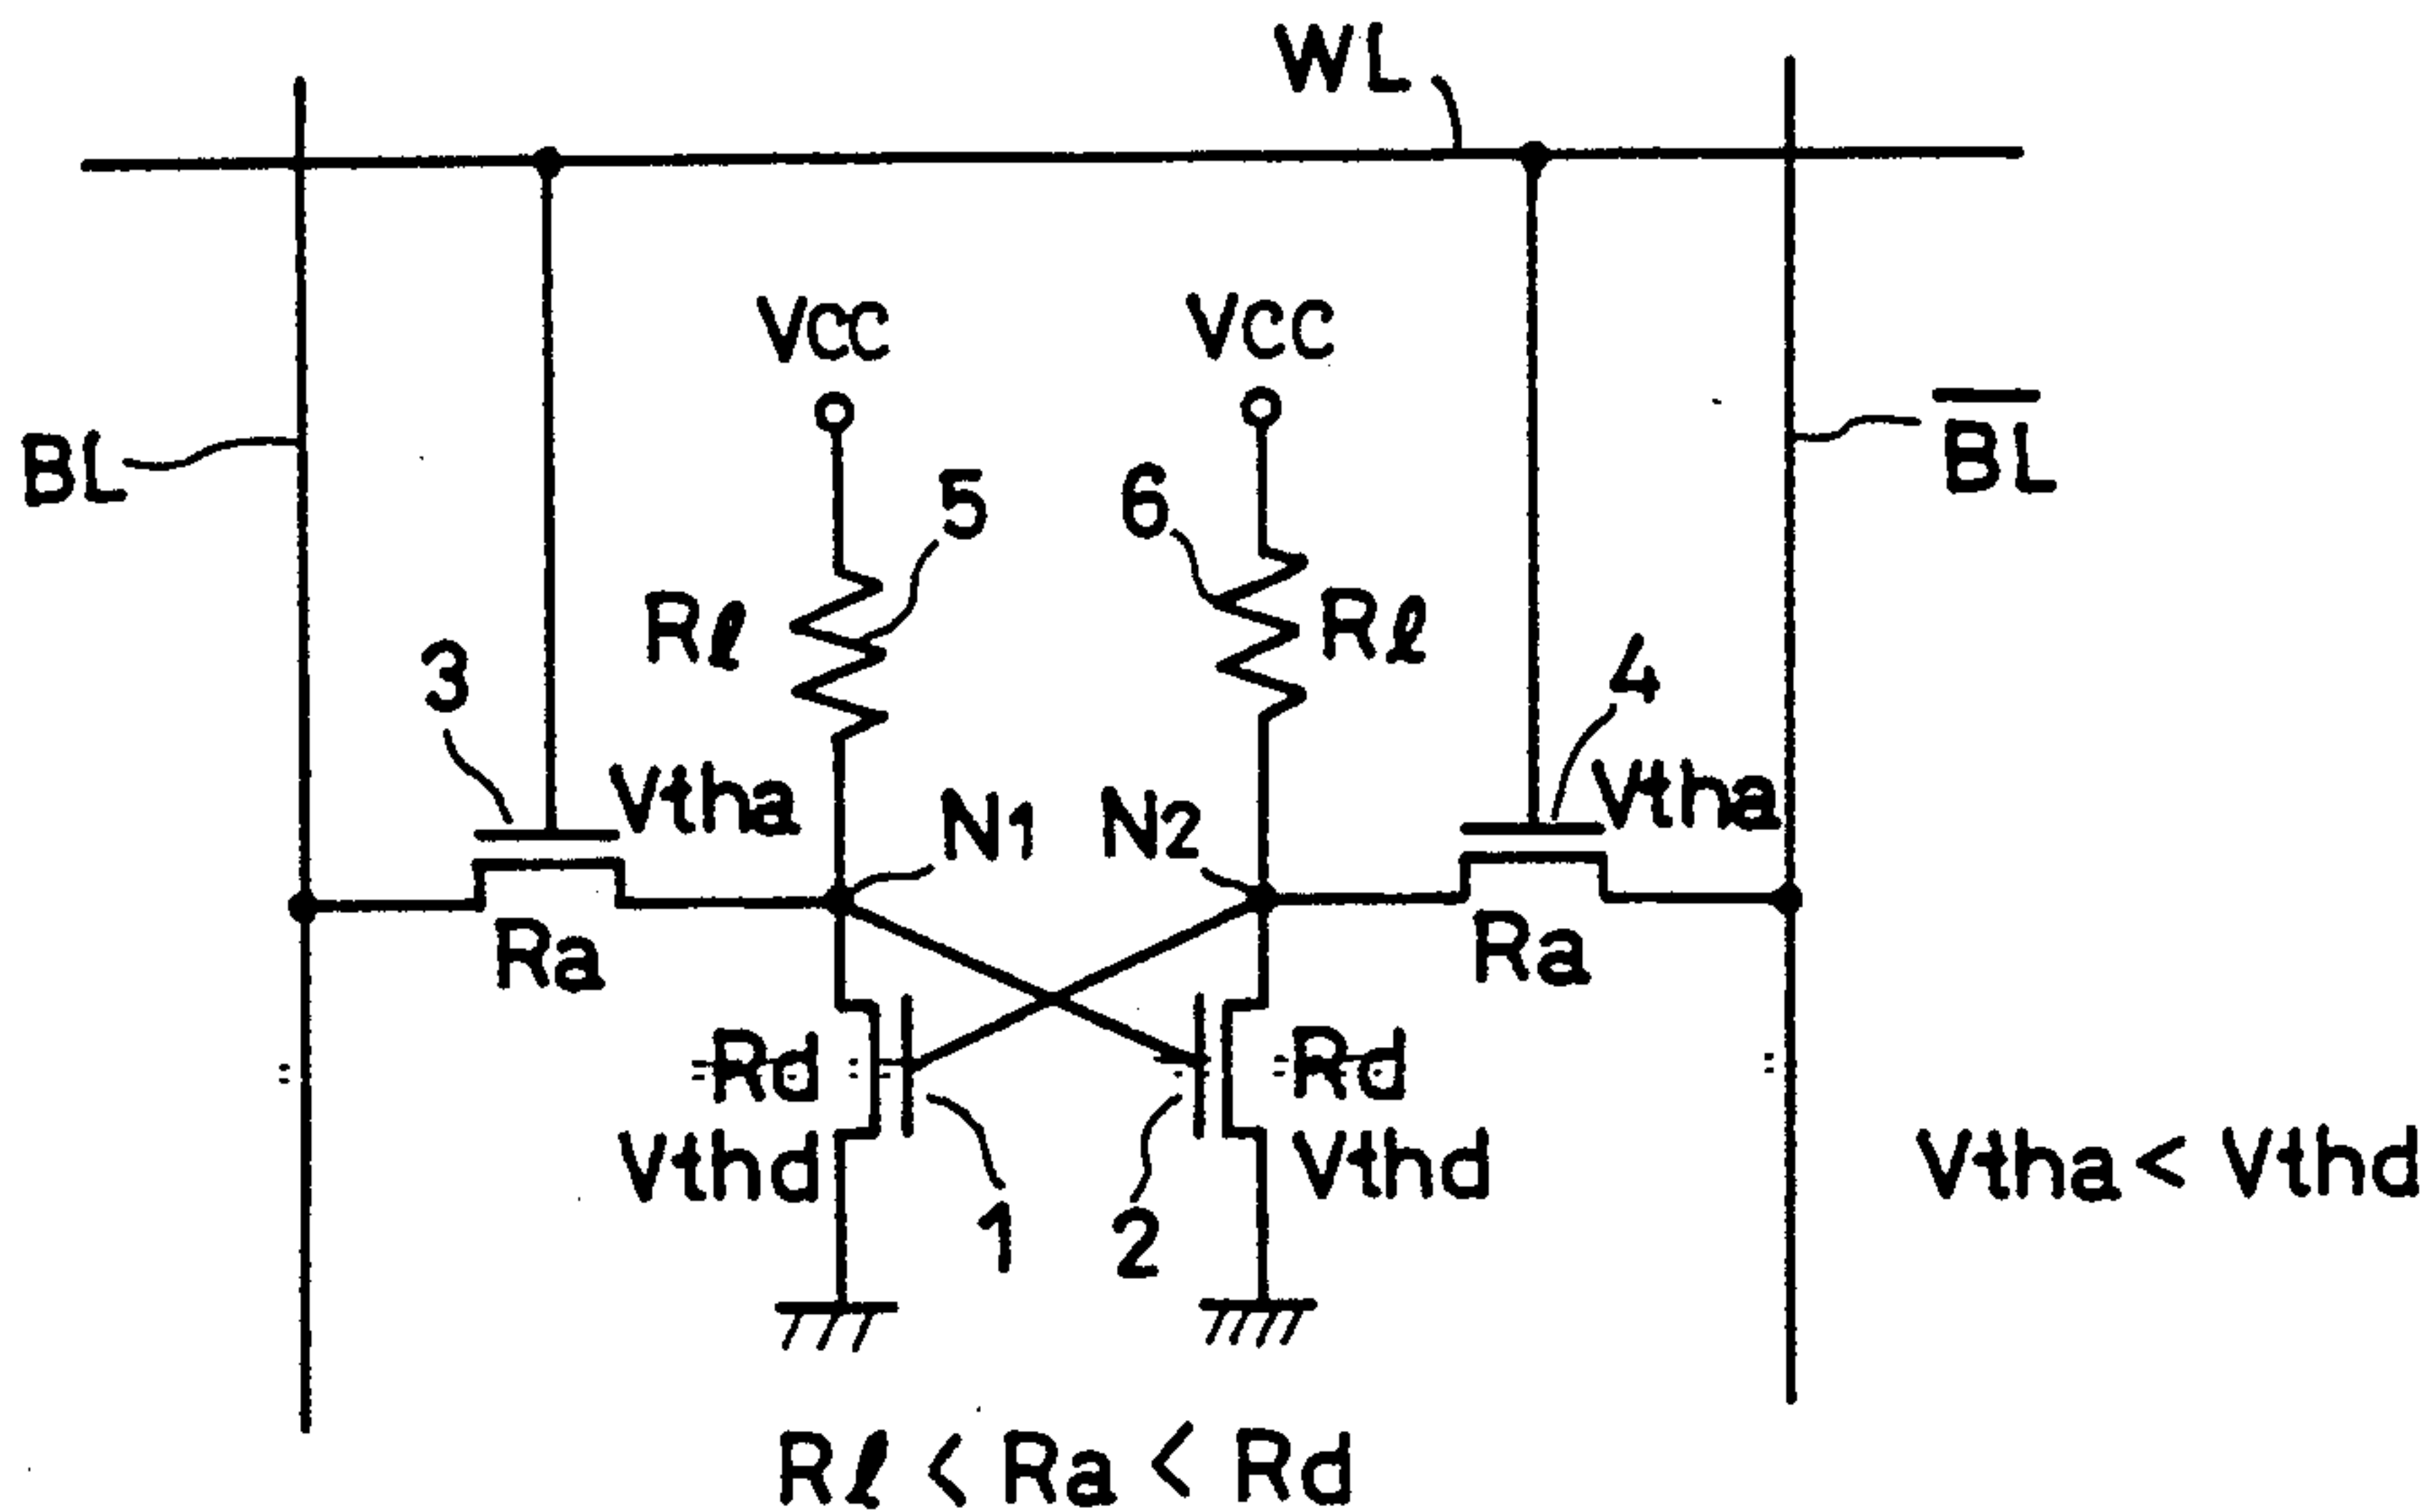 WL
VCC
VCC
BL
B̅L̅
5
6
Rℓ
Rℓ
3
4
Vtha
N1
N2
Vtha
Ra
Ra
Rd
Rd
Vthd
Vthd
Vtha < Vthd
1
2
Rℓ < Ra < Rd